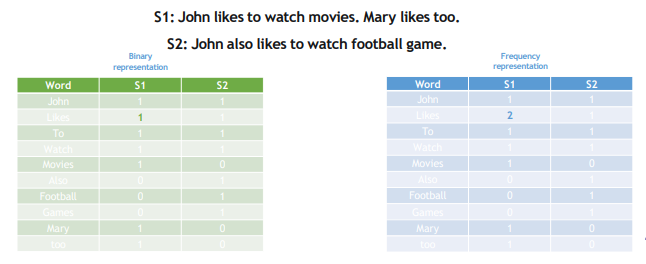 S1: John likes to watch movies. Mary likes too.
S2: John also likes to watch football game.
Binary
representation
Word S1 S2
John 1 1
Likes 1 1
To 1 1
Watch 1 1
Movies 1 0
Also 0 1
Football 0 1
Games 0 1
Mary 1 0
too 1 0
Frequency
representation
Word S1 S2
John 1 1
Likes 2 1
To 1 1
Watch 1 1
Movies 1 0
Also 0 1
Football 0 1
Games 0 1
Mary 1 0
too 1 0